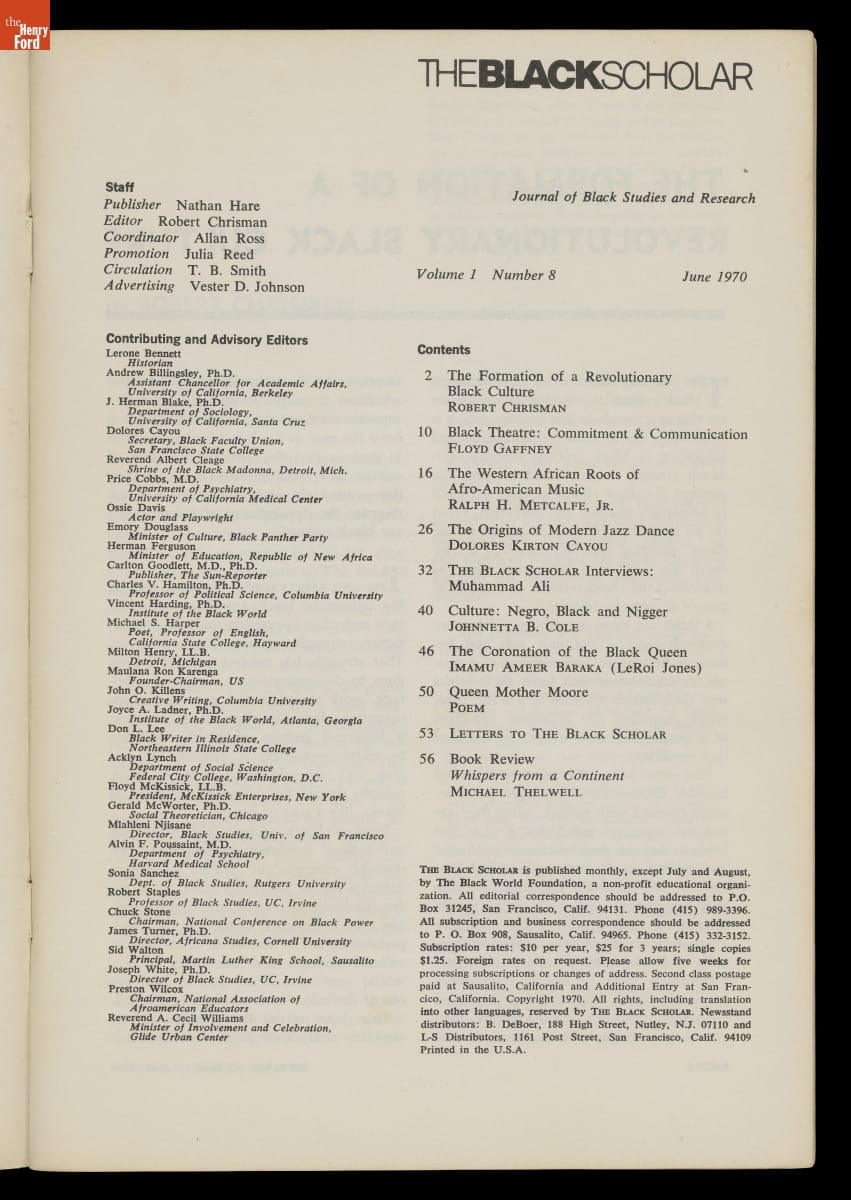 the
Henry
Ford
THEBLACKSCHOLAR
Staff
Publisher Nathan Hare
Editor Robert Chrisman
Coordinator Allan Ross
Promotion Julia Reed
Circulation T. B. Smith
Advertising Vester D. Johnson
Journal of Black Studies and Research
Volume 1 Number 8 June 1970
Contributing and Advisory Editors
Lerone Bennett
Historian
Andrew Billingsley, Ph.D.
Assistant Chancellor for Academic Affairs,
University of California, Berkeley
J. Herman Blake, Ph.D.
Department of Sociology,
University of California, Santa Cruz
Dolores Cayou
Secretary, Black Faculty Union,
San Francisco State College
Reverend Albert Cleage
Shrine of the Black Madonna, Detroit, Mich.
Price Cobbs, M.D.
Department of Psychiatry,
University of California Medical Center
Ossie Davis
Actor and Playwright
Emory Douglass
Minister of Culture, Black Panther Party
Herman Ferguson
Minister of Education, Republic of New Africa
Carlton Goodlett, M.D., Ph.D.
Publisher, The Sun-Reporter
Charles V. Hamilton, Ph.D.
Professor of Political Science, Columbia University
Vincent Harding, Ph.D.
Institute of the Black World
Michael S. Harper
Poet, Professor of English,
California State College, Hayward
Milton Henry, LL.B.
Detroit, Michigan
Maulana Ron Karenga
Founder-Chairman, US
John O. Killens
Creative Writing, Columbia University
Joyce A. Ladner, Ph.D.
Institute of the Black World, Atlanta, Georgia
Don L. Lee
Black Writer in Residence,
Northeastern Illinois State College
Acklyn Lynch
Department of Social Science
Federal City College, Washington, D.C.
Floyd McKissick, LL.B.
President, McKissick Enterprises, New York
Gerald McWorter, Ph.D.
Social Theoretician, Chicago
Mlahleni Njisane
Director, Black Studies, Univ. of San Francisco
Alvin F. Poussaint, M.D.
Department of Psychiatry,
Harvard Medical School
Sonia Sanchez
Dept. of Black Studies, Rutgers University
Robert Staples
Professor of Black Studies, UC, Irvine
Chuck Stone
Chairman, National Conference on Black Power
James Turner, Ph.D.
Director, Africana Studies, Cornell University
Sid Walton
Principal, Martin Luther King School, Sausalito
Joseph White, Ph.D.
Director of Black Studies, UC, Irvine
Preston Wilcox
Chairman, National Association of
Afroamerican Educators
Reverend A. Cecil Williams
Minister of Involvement and Celebration,
Glide Urban Center
Contents
2 The Formation of a Revolutionary
Black Culture
ROBERT CHRISMAN
10 Black Theatre: Commitment & Communication
FLOYD GAFFNEY
16 The Western African Roots of
Afro-American Music
RALPH H. METCALFE, JR.
26 The Origins of Modern Jazz Dance
DOLORES KIRTON CAYOU
32 THE BLACK SCHOLAR Interviews:
Muhammad Ali
40 Culture: Negro, Black and Nigger
JOHNNETTA B. COLE
46 The Coronation of the Black Queen
IMAMU AMEER BARAKA (LeRoi Jones)
50 Queen Mother Moore
POEM
53 LETTERS TO THE BLACK SCHOLAR
56 Book Review
Whispers from a Continent
MICHAEL THELWELL
THE BLACK SCHOLAR is published monthly, except July and August,
by The Black World Foundation, a non-profit educational organi-
zation. All editorial correspondence should be addressed to P.O.
Box 31245, San Francisco, Calif. 94131. Phone (415) 989-3396.
All subscription and business correspondence should be addressed
to P. O. Box 908, Sausalito, Calif. 94965. Phone (415) 332-3152.
Subscription rates: $10 per year, $25 for 3 years; single copies
$1.25. Foreign rates on request. Please allow five weeks for
processing subscriptions or changes of address. Second class postage
paid at Sausalito, California and Additional Entry at San Fran-
cico, California. Copyright 1970. All rights, including translation
into other languages, reserved by THE BLACK SCHOLAR. Newsstand
distributors: B. DeBoer, 188 High Street, Nutley, N.J. 07110 and
L-S Distributors, 1161 Post Street, San Francisco, Calif. 94109
Printed in the U.S.A.